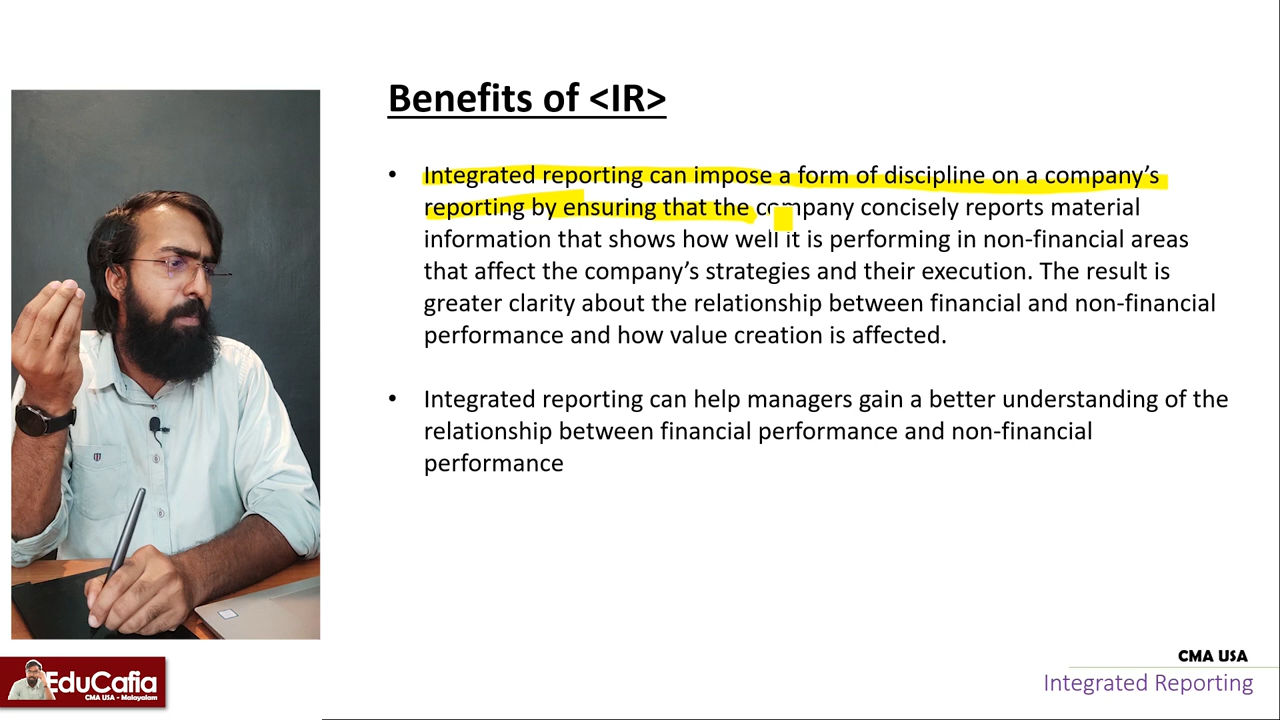 Benefits of <IR>
• Integrated reporting can impose a form of discipline on a company’s
reporting by ensuring that the company concisely reports material
information that shows how well it is performing in non-financial areas
that affect the company’s strategies and their execution. The result is
greater clarity about the relationship between financial and non-financial
performance and how value creation is affected.
• Integrated reporting can help managers gain a better understanding of the
relationship between financial performance and non-financial
performance
CMA USA
Integrated Reporting
EduCafia
CMA USA - Malayalam